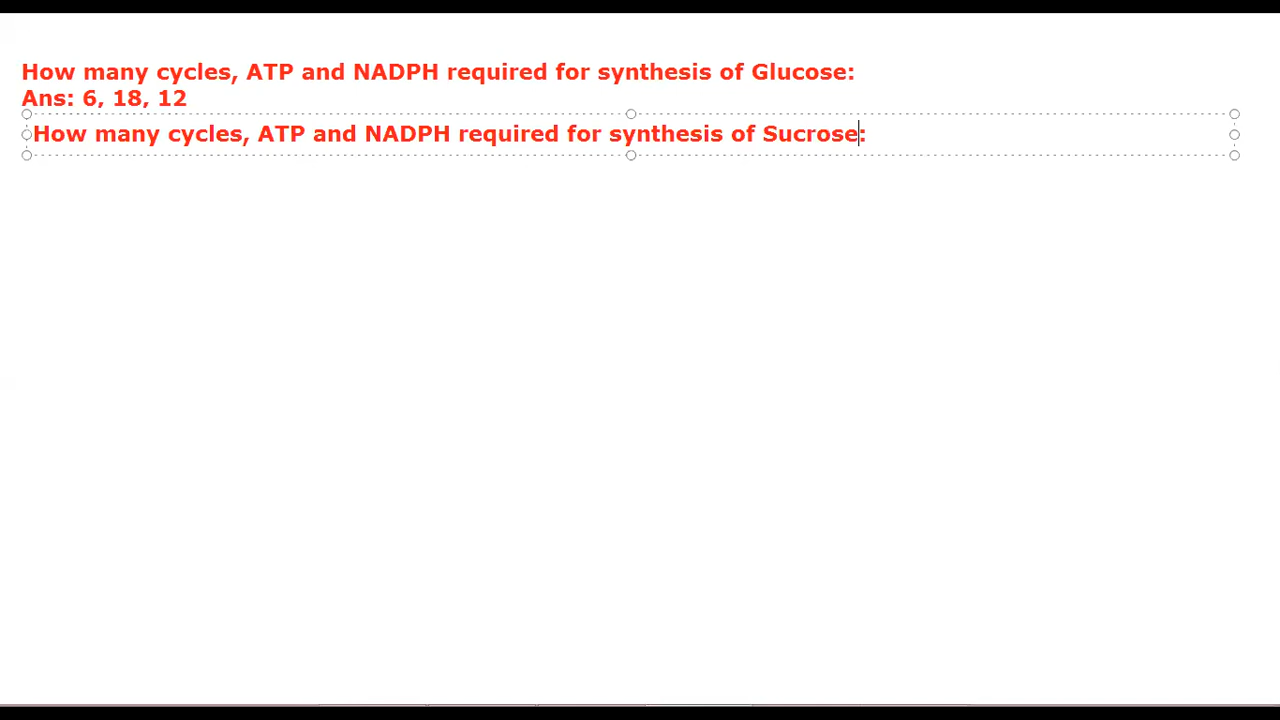 How many cycles, ATP and NADPH required for synthesis of Glucose:
Ans: 6, 18, 12
How many cycles, ATP and NADPH required for synthesis of Sucrose: